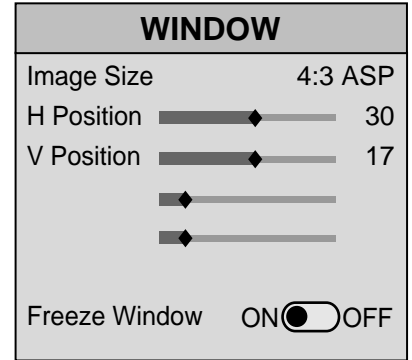 WINDOW
Image Size 4:3 ASP
H Position 30
V Position 17
Freeze Window ON OFF